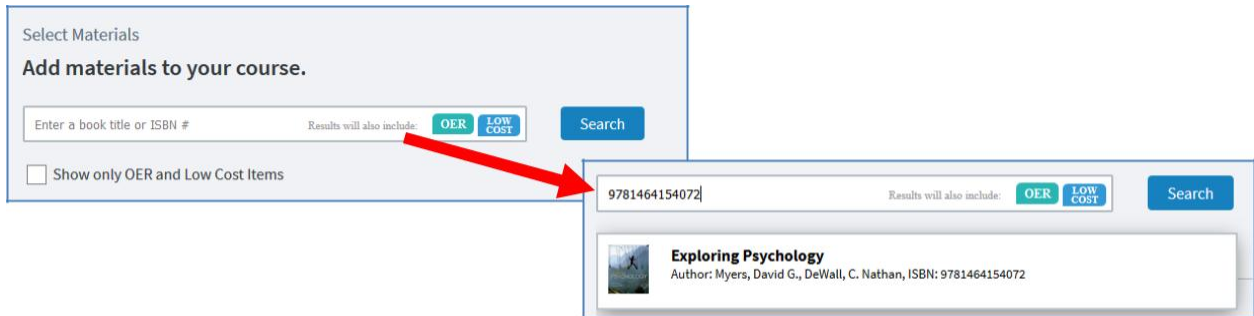 Select Materials
Add materials to your course.
Enter a book title or ISBN # Results will also include: OER LOW COST Search
Show only OER and Low Cost Items
9781464154072 Results will also include: OER LOW COST Search
Exploring Psychology
Author: Myers, David G., DeWall, C. Nathan, ISBN: 9781464154072